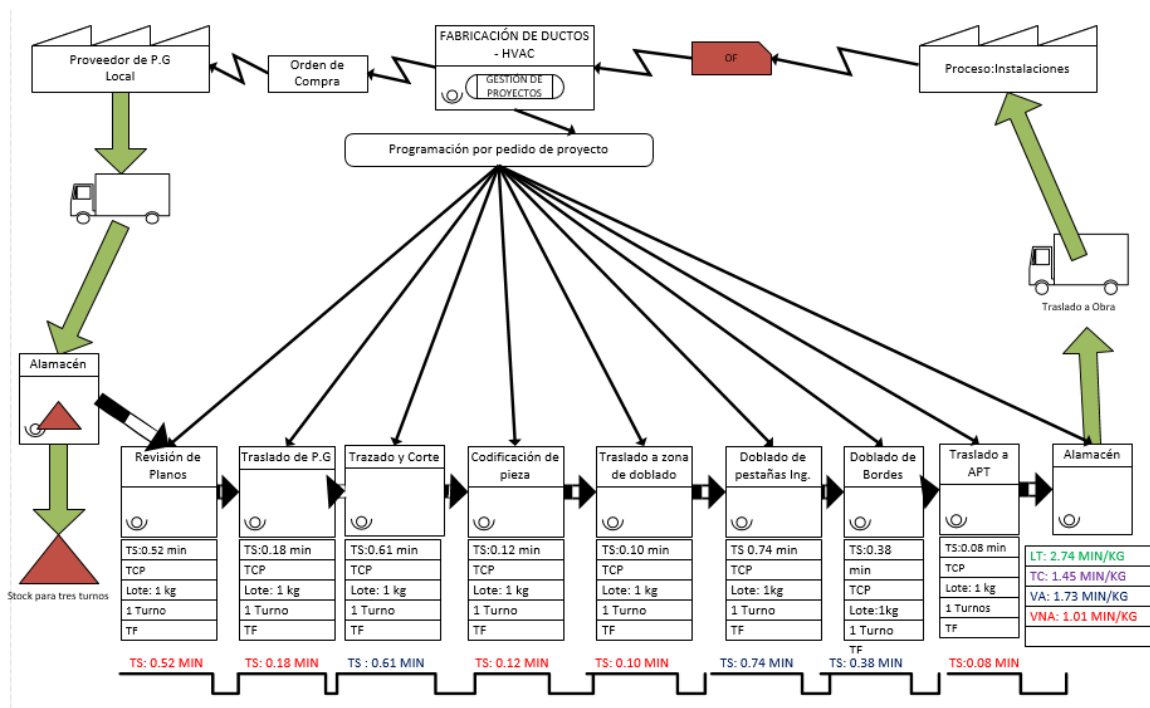 Proveedor de P.G
Local
Orden de
Compra
FABRICACIÓN DE DUCTOS
- HVAC
GESTIÓN DE
PROYECTOS
OF
Proceso:Instalaciones
Programación por pedido de proyecto
Traslado a Obra
Alamacén
Stock para tres turnos
Revisión de
Planos
TS:0.52 min
TCP
Lote: 1 kg
1 Turno
TF
Traslado de P.G
TS:0.18 min
TCP
Lote: 1 kg
1 Turno
TF
Trazado y Corte
TS:0.61 min
TCP
Lote: 1 kg
1 Turno
TF
Codificación de
pieza
TS:0.12 min
TCP
Lote: 1 kg
1 Turno
TF
Traslado a zona
de doblado
TS:0.10 min
TCP
Lote: 1 kg
1 Turno
TF
Doblado de
pestañas Ing.
TS 0.74 min
TCP
Lote: 1kg
1 Turno
TF
Doblado de
Bordes
TS:0.38
min
TCP
Lote:1kg
1 Turno
TF
Traslado a
APT
TS:0.08 min
TCP
Lote: 1 kg
1 Turnos
TF
Alamacén
LT: 2.74 MIN/KG
TC: 1.45 MIN/KG
VA: 1.73 MIN/KG
VNA: 1.01 MIN/KG
TS: 0.52 MIN
TS: 0.18 MIN
TS : 0.61 MIN
TS: 0.12 MIN
TS: 0.10 MIN
TS: 0.74 MIN
TS: 0.38 MIN
TS:0.08 MIN